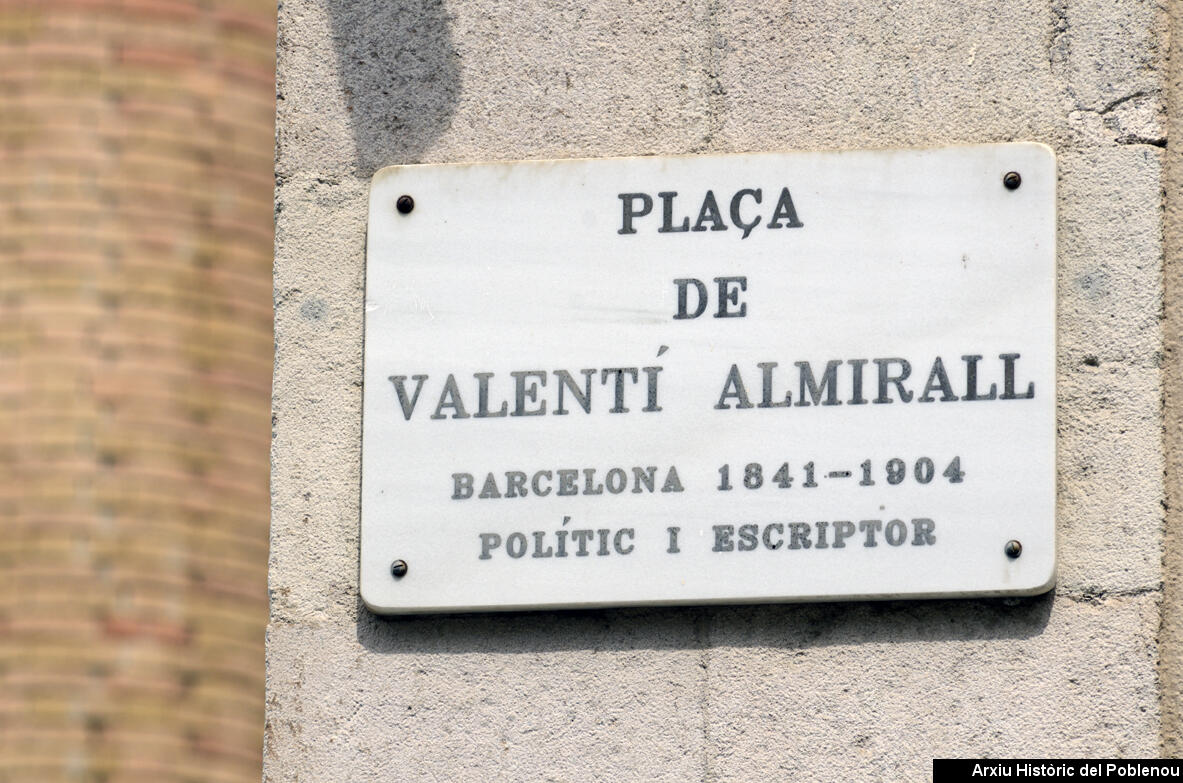 PLAÇA
DE
VALENTÍ ALMIRALL
BARCELONA 1841-1904
POLÍTIC I ESCRIPTOR
Arxiu Històric del Poblenou